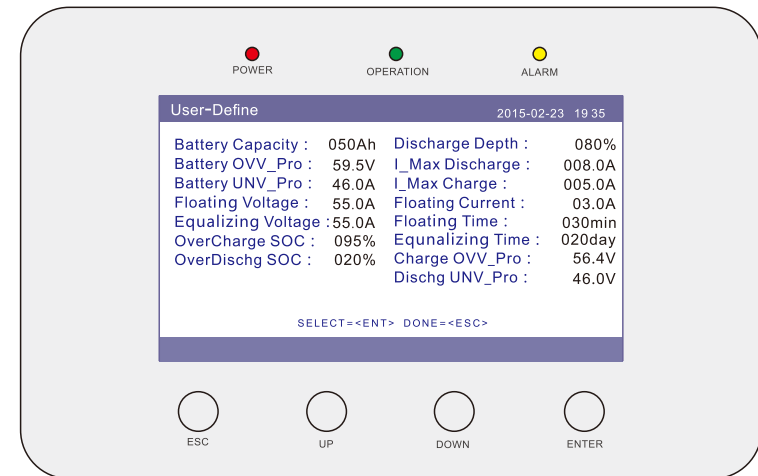 POWER OPERATION ALARM
User-Define 2015-02-23 19 35
Battery Capacity : 050Ah Discharge Depth : 080%
Battery OVV_Pro : 59.5V I_Max Discharge : 008.0A
Battery UNV_Pro : 46.0A I_Max Charge : 005.0A
Floating Voltage : 55.0A Floating Current : 03.0A
Equalizing Voltage : 55.0A Floating Time : 030min
OverCharge SOC : 095% Equnalizing Time : 020day
OverDischg SOC : 020% Charge OVV_Pro : 56.4V
Dischg UNV_Pro : 46.0V
SELECT=<ENT> DONE=<ESC>
ESC UP DOWN ENTER